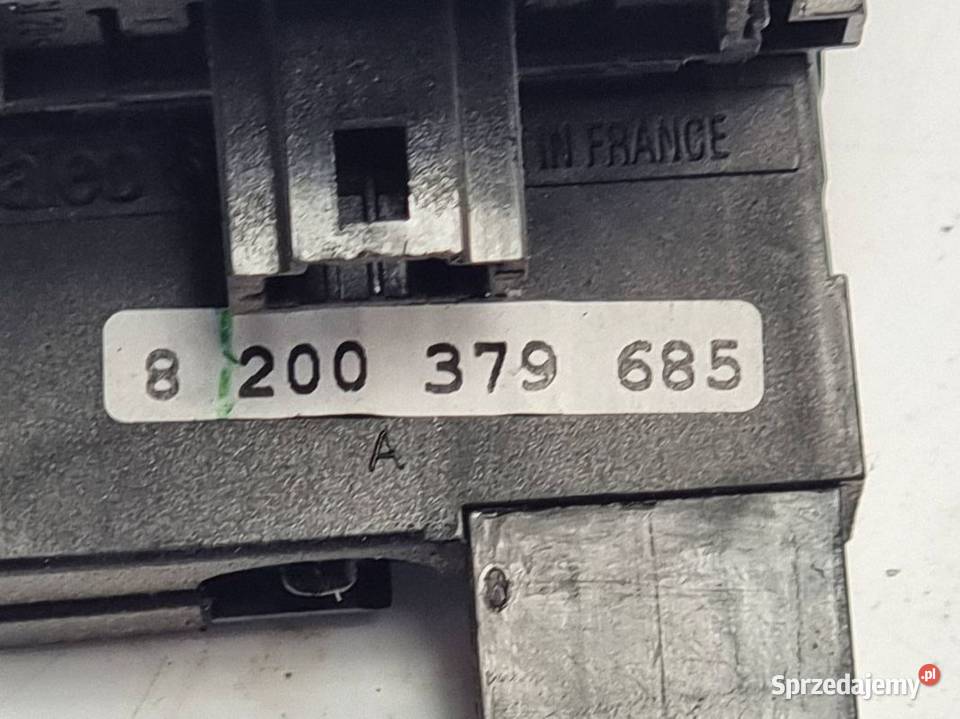 IN FRANCE
8 200 379 685
A
Sprzedajemy.pl